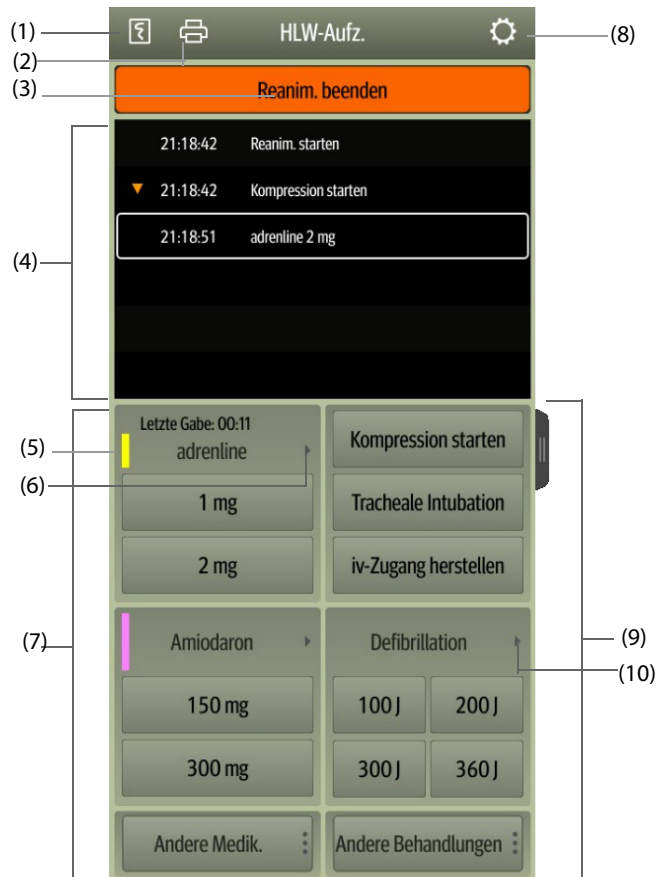 (1)
HLW-Aufz.
(8)
(2)
(3)
Reanim. beenden
21:18:42 Reanim. starten
21:18:42 Kompression starten
21:18:51 adrenline 2 mg
(4)
Letzte Gabe: 00:11
(5)
adrenline
Kompression starten
(6)
1 mg
Tracheale Intubation
2 mg
iv-Zugang herstellen
(7)
Amiodaron
Defibrillation
(9)
(10)
150 mg
100 J
200 J
300 mg
300 J
360 J
Andere Medik.
Andere Behandlungen